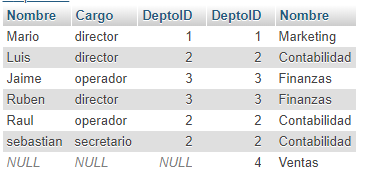 Nombre Cargo DeptoID DeptoID Nombre
Mario director 1 1 Marketing
Luis director 2 2 Contabilidad
Jaime operador 3 3 Finanzas
Ruben director 3 3 Finanzas
Raul operador 2 2 Contabilidad
sebastian secretario 2 2 Contabilidad
NULL NULL NULL 4 Ventas